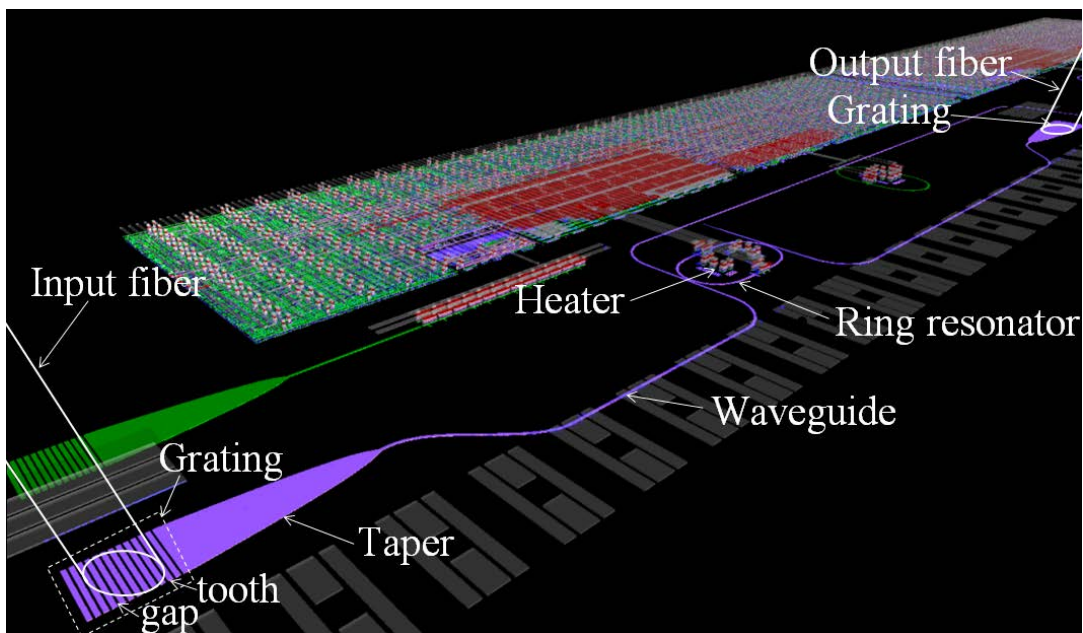 Output fiber
Grating
Input fiber
Heater
Ring resonator
Waveguide
Grating
Taper
tooth
gap